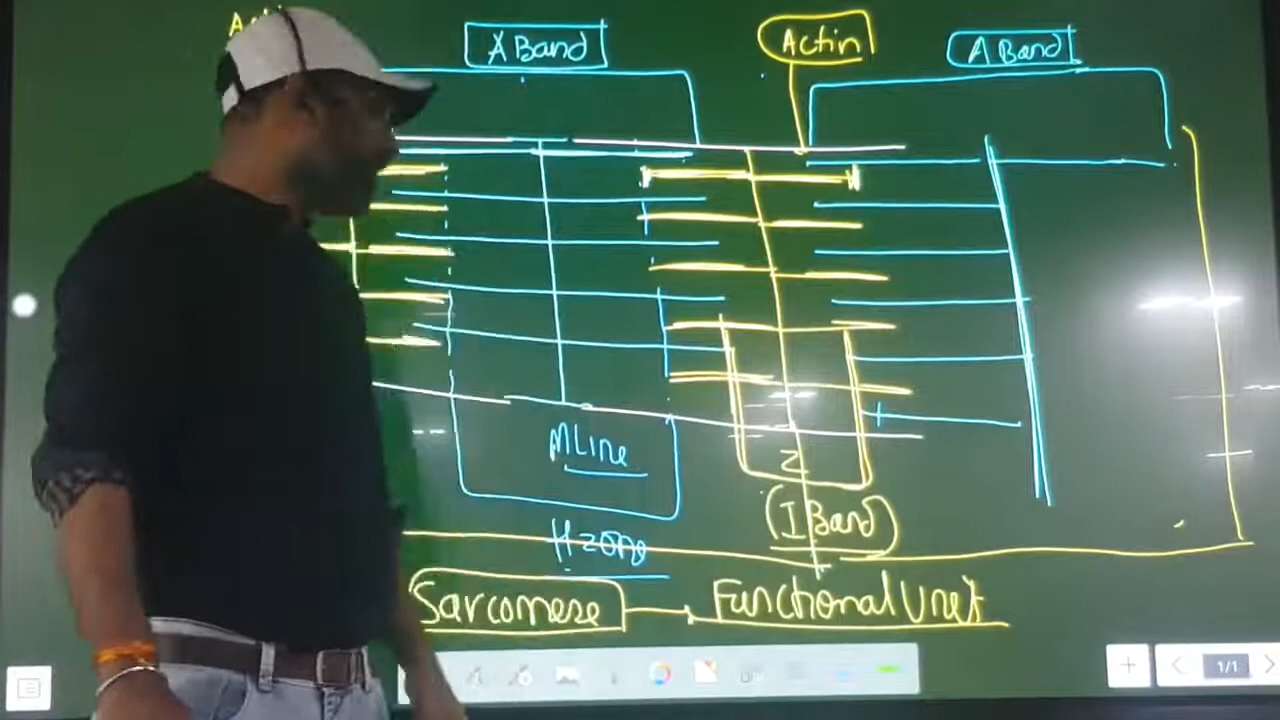 A Band
Actin
A Band
M Line
Z
(I Band)
H zone
Sarcomere
Functional Unit
1/1